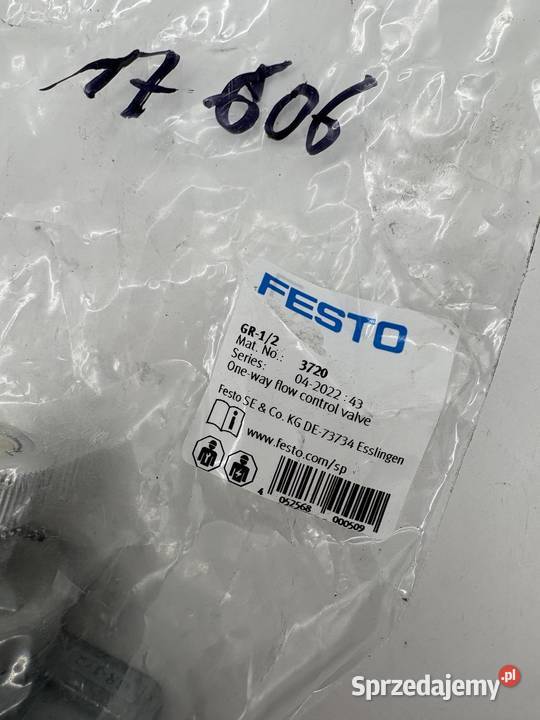 17 606
FESTO
GR-1/2
Mat. No.: 3720
Series: 04-2022 : 43
One-way flow control valve
Festo SE & Co. KG DE-73734 Esslingen
www.festo.com/sp
4 052568 000509
Sprzedajemy.pl